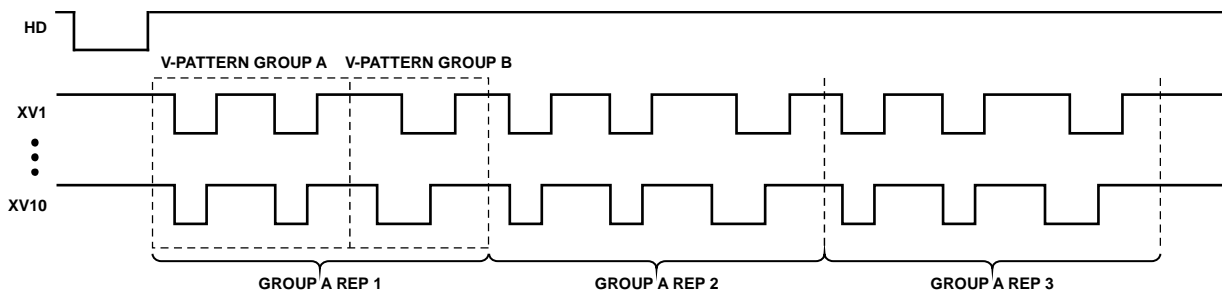 HD
V-PATTERN GROUP A V-PATTERN GROUP B
XV1
XV10
GROUP A REP 1 GROUP A REP 2 GROUP A REP 3